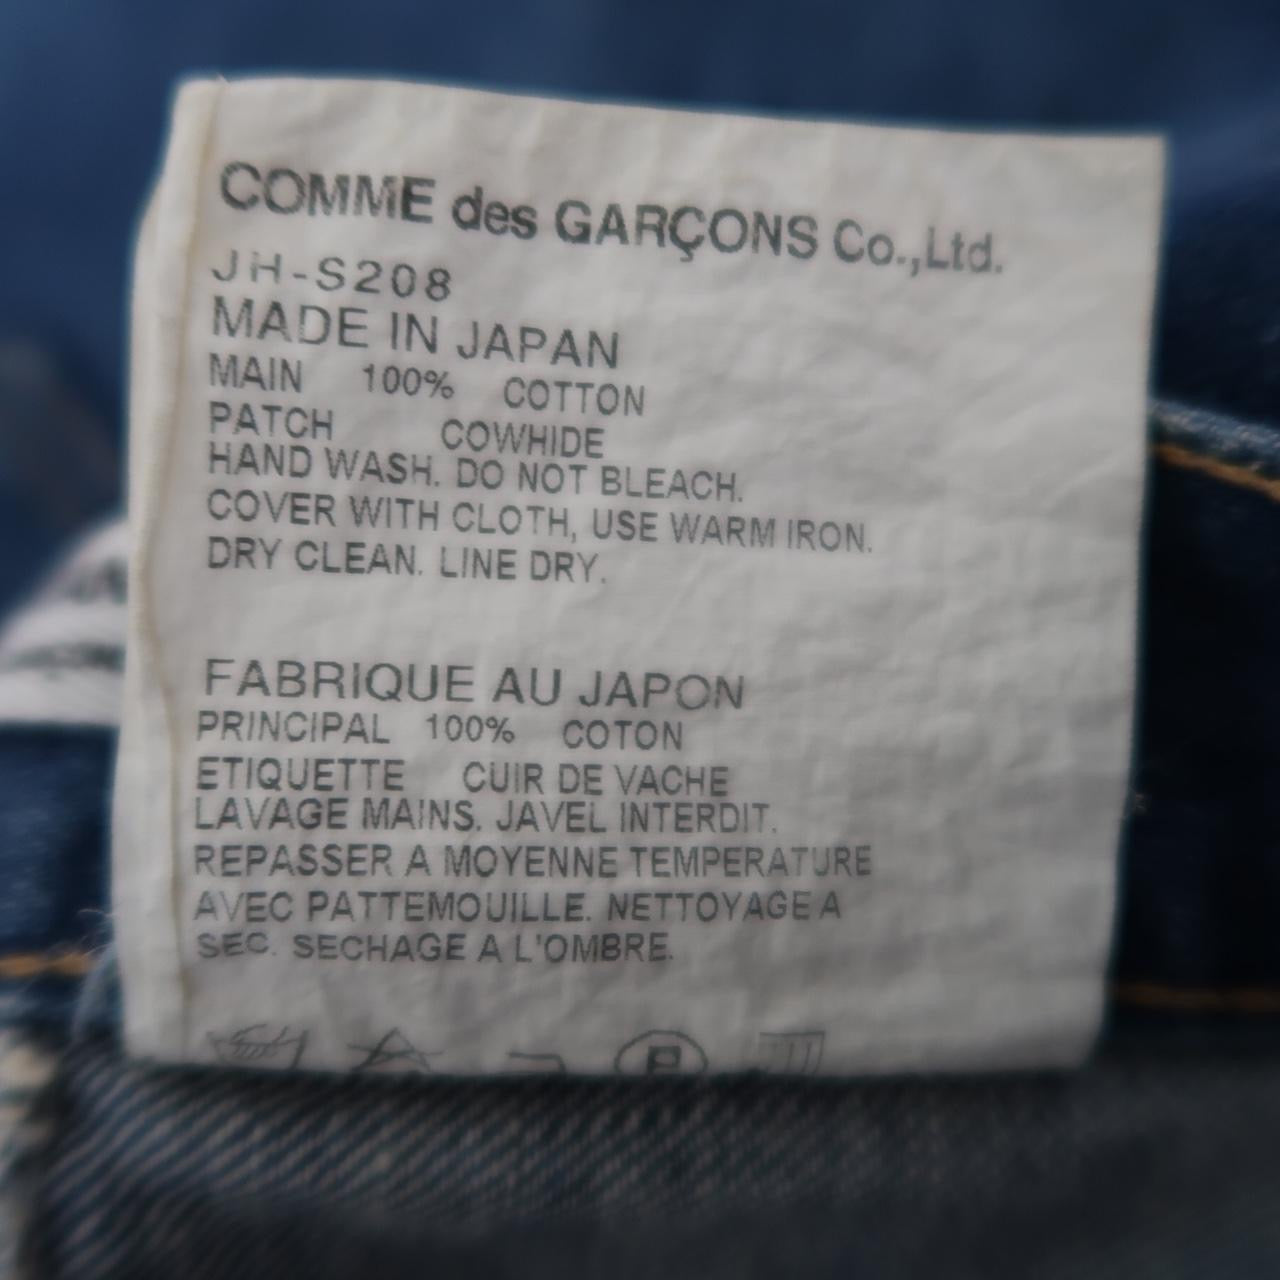 COMME des GARÇONS Co.,Ltd.
JH-S208
MADE IN JAPAN
MAIN 100% COTTON
PATCH COWHIDE
HAND WASH. DO NOT BLEACH.
COVER WITH CLOTH, USE WARM IRON.
DRY CLEAN. LINE DRY.
FABRIQUE AU JAPON
PRINCIPAL 100% COTON
ETIQUETTE CUIR DE VACHE
LAVAGE MAINS. JAVEL INTERDIT.
REPASSER A MOYENNE TEMPERATURE
AVEC PATTEMOUILLE. NETTOYAGE A
SEC. SECHAGE A L'OMBRE.
P